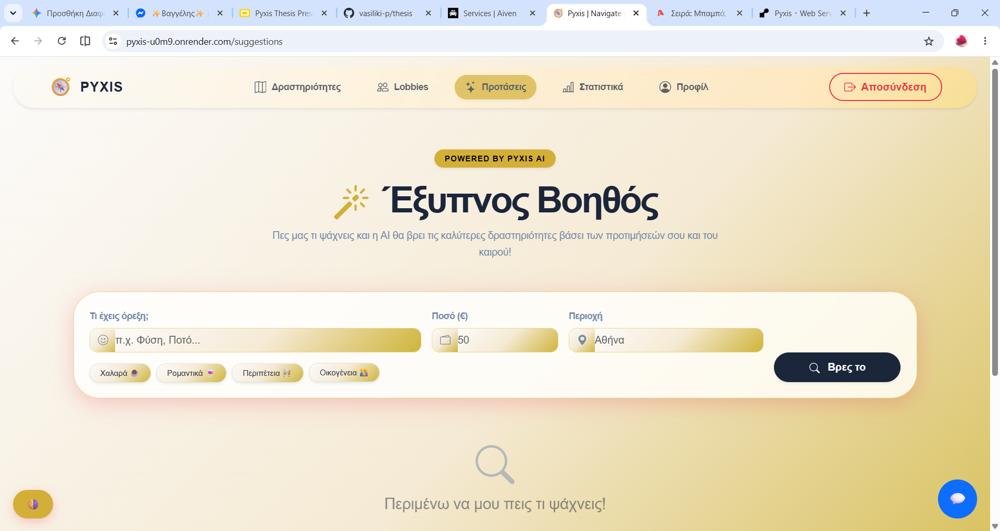 Προσθήκη Διαφ
✨Βαγγέλης✨
Pyxis Thesis Pres
vasiliki-p/thesis
Services | Aiven
Pyxis | Navigate
Σειρά: Μπαμπά,
Pyxis · Web Serv
pyxis-u0m9.onrender.com/suggestions
PYXIS
Δραστηριότητες
Lobbies
Προτάσεις
Στατιστικά
Προφίλ
Αποσύνδεση
POWERED BY PYXIS AI
Έξυπνος Βοηθός
Πες μας τι ψάχνεις και η AI θα βρει τις καλύτερες δραστηριότητες βάσει των προτιμήσεών σου και του
καιρού!
Τι έχεις όρεξη;
Ποσό (€)
Περιοχή
π.χ. Φύση, Ποτό...
50
Αθήνα
Χαλαρά
Ρομαντικά 🍷
Περιπέτεια
Οικογένεια
Βρες το
Περιμένω να μου πεις τι ψάχνεις!